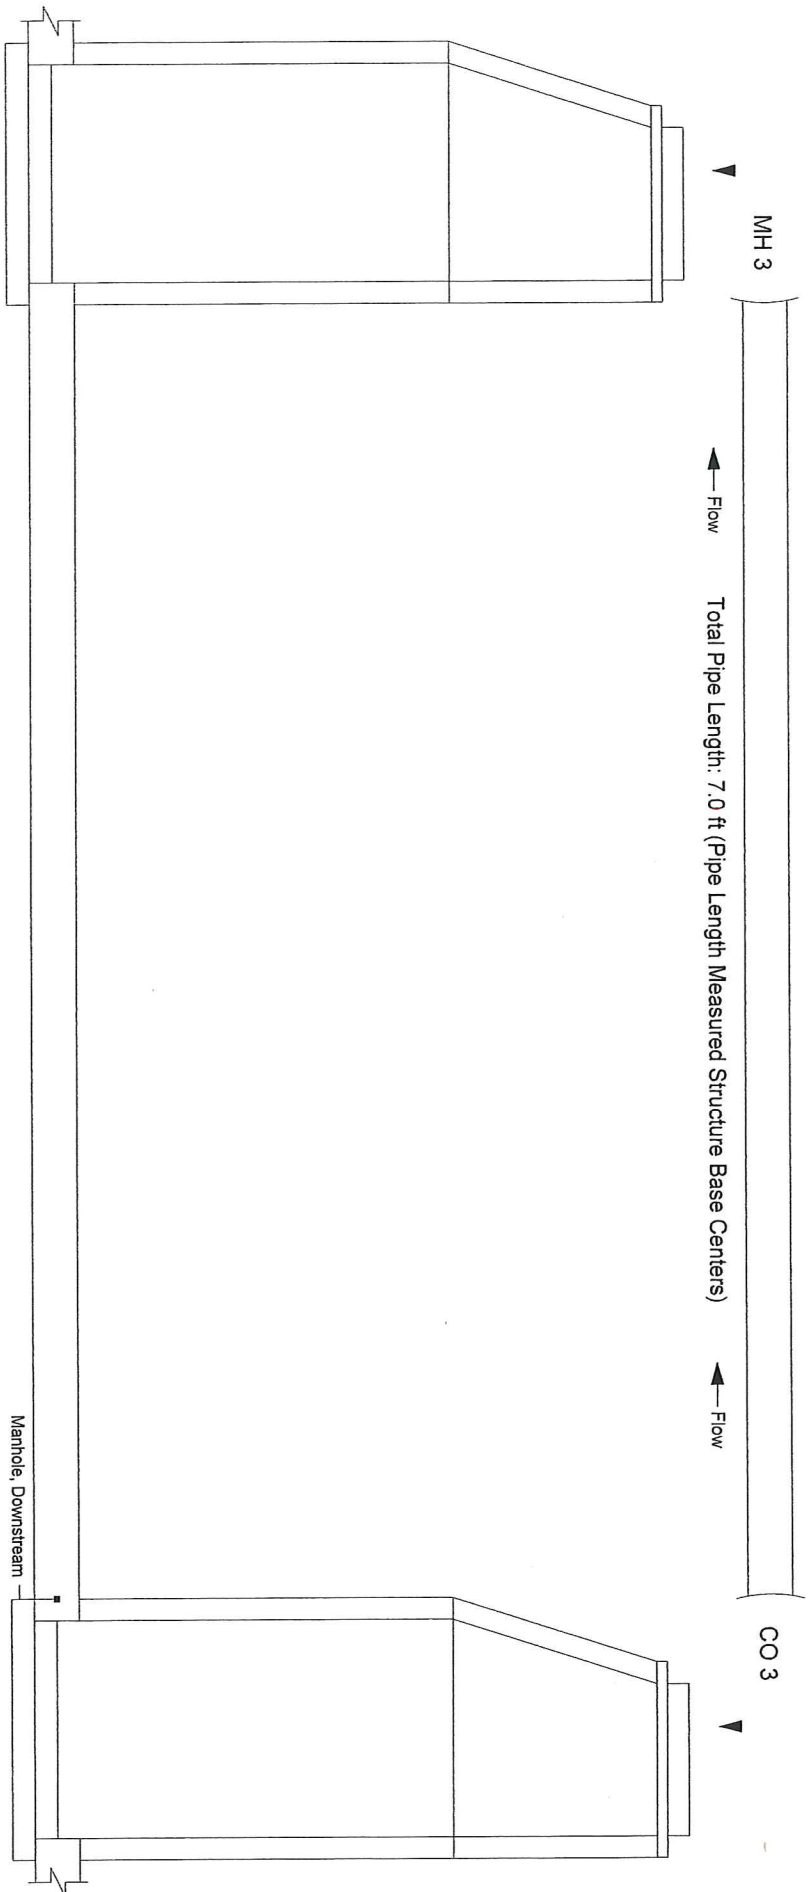 MH 3
CO 3
Flow
Total Pipe Length: 7.0 ft (Pipe Length Measured Structure Base Centers)
Flow
Manhole, Downstream